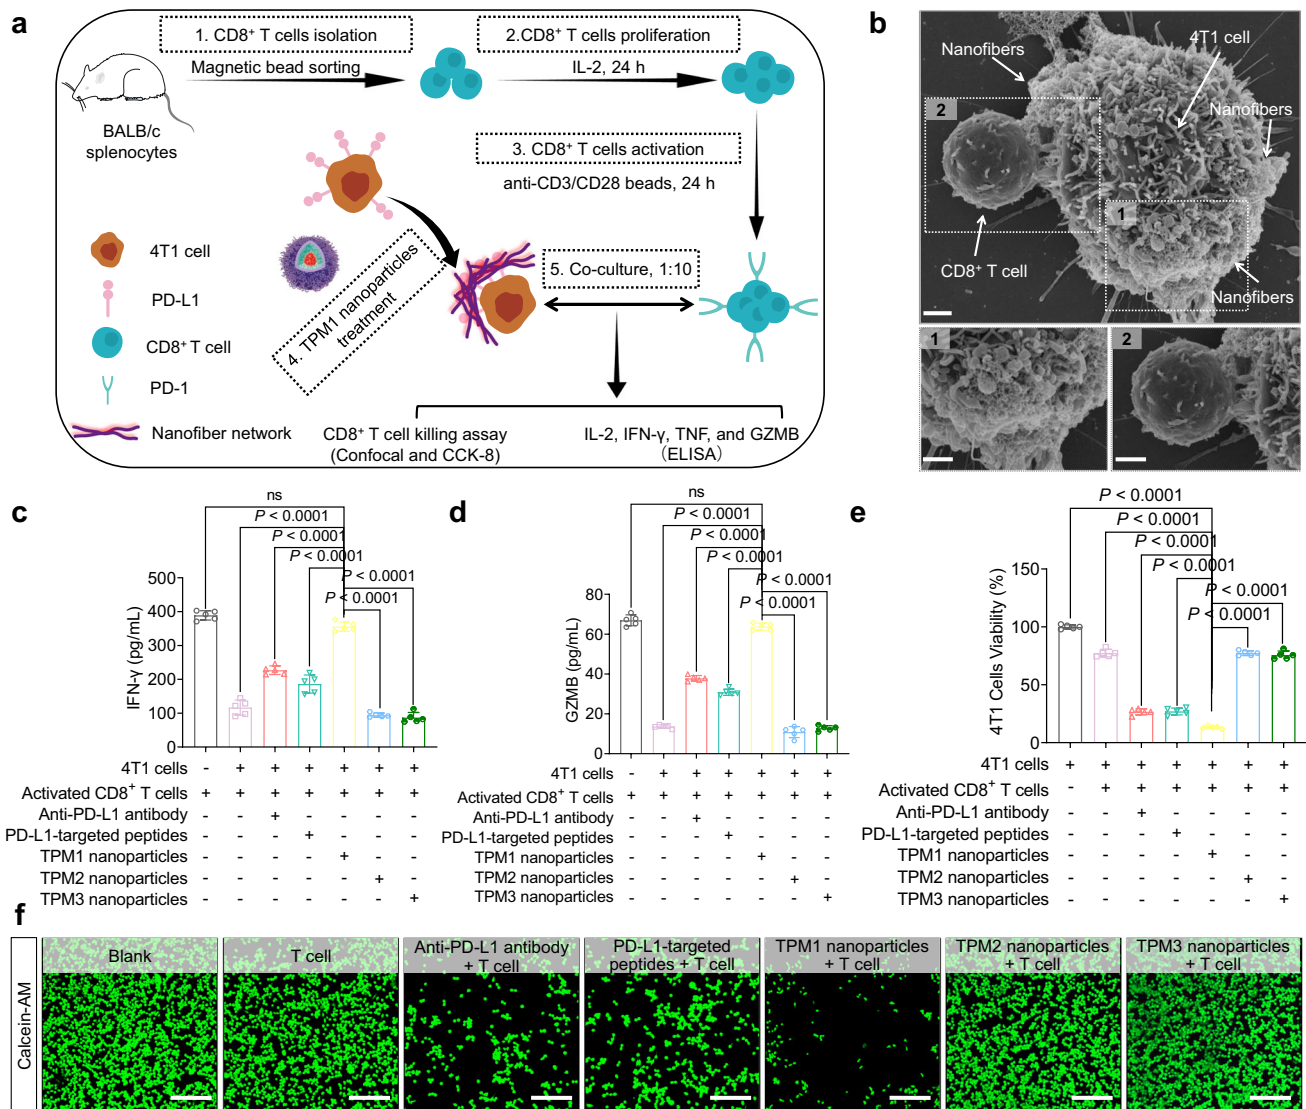 a
1. CD8⁺ T cells isolation
Magnetic bead sorting
2.CD8⁺ T cells proliferation
IL-2, 24 h
BALB/c
splenocytes
3. CD8⁺ T cells activation
anti-CD3/CD28 beads, 24 h
4T1 cell
PD-L1
CD8⁺ T cell
PD-1
Nanofiber network
4. TPM1 nanoparticles
treatment
5. Co-culture, 1:10
CD8⁺ T cell killing assay
(Confocal and CCK-8)
IL-2, IFN-γ, TNF, and GZMB
(ELISA)
b
Nanofibers
4T1 cell
Nanofibers
2
1
CD8⁺ T cell
Nanofibers
1
2
c
ns
P < 0.0001
P < 0.0001
P < 0.0001
P < 0.0001
P < 0.0001
IFN-γ (pg/mL)
500
400
300
200
100
0
4T1 cells - + + + + + +
Activated CD8⁺ T cells + + + + + + +
Anti-PD-L1 antibody - - + - - - -
PD-L1-targeted peptides - - - + - - -
TPM1 nanoparticles - - - - + - -
TPM2 nanoparticles - - - - - + -
TPM3 nanoparticles - - - - - - +
d
ns
P < 0.0001
P < 0.0001
P < 0.0001
P < 0.0001
P < 0.0001
GZMB (pg/mL)
80
60
40
20
0
4T1 cells - + + + + + +
Activated CD8⁺ T cells + + + + + + +
Anti-PD-L1 antibody - - + - - - -
PD-L1-targeted peptides - - - + - - -
TPM1 nanoparticles - - - - + - -
TPM2 nanoparticles - - - - - + -
TPM3 nanoparticles - - - - - - +
e
P < 0.0001
P < 0.0001
P < 0.0001
P < 0.0001
P < 0.0001
P < 0.0001
4T1 Cells Viability (%)
150
100
50
0
4T1 cells + + + + + + +
Activated CD8⁺ T cells - + + + + + +
Anti-PD-L1 antibody - - + - - - -
PD-L1-targeted peptides - - - + - - -
TPM1 nanoparticles - - - - + - -
TPM2 nanoparticles - - - - - + -
TPM3 nanoparticles - - - - - - +
f
Calcein-AM
Blank
T cell
Anti-PD-L1 antibody
+ T cell
PD-L1-targeted
peptides + T cell
TPM1 nanoparticles
+ T cell
TPM2 nanoparticles
+ T cell
TPM3 nanoparticles
+ T cell